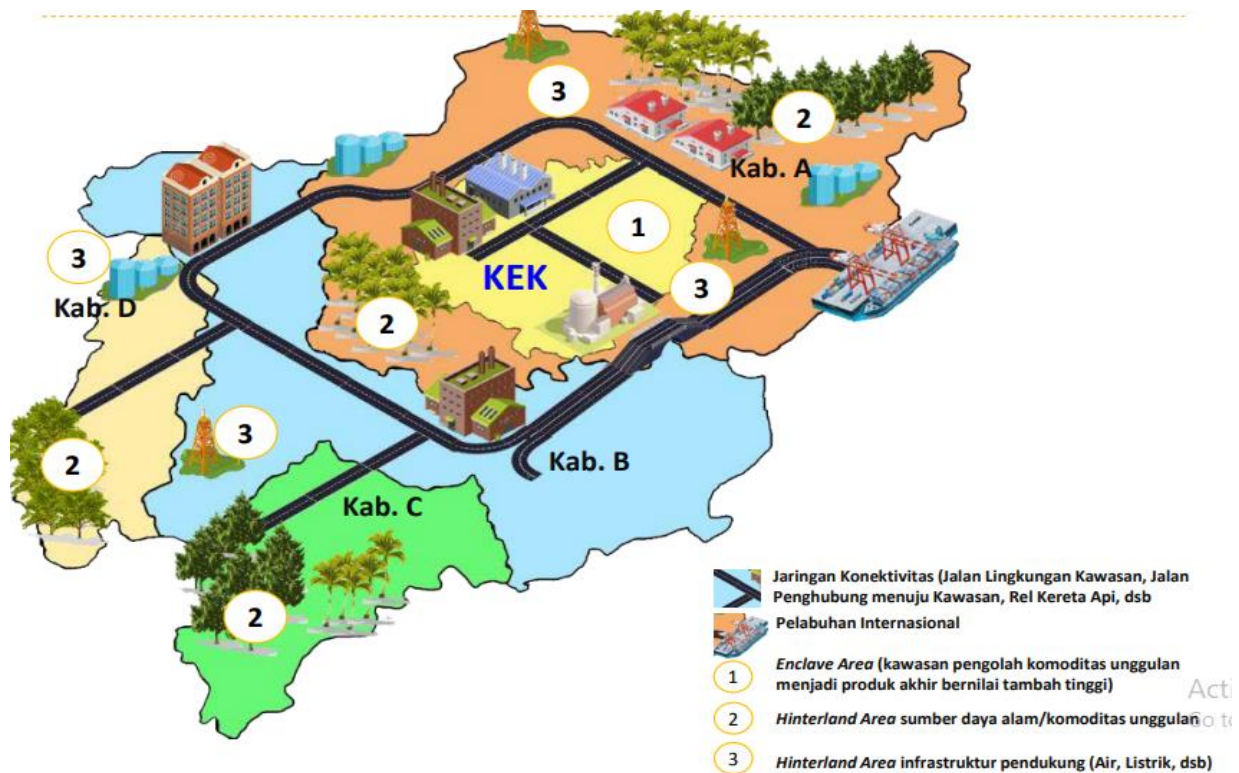 3
2
Kab. A
1
3
KEK
3
Kab. D
2
3
2
Kab. B
Kab. C
2
Jaringan Konektivitas (Jalan Lingkungan Kawasan, Jalan
Penghubung menuju Kawasan, Rel Kereta Api, dsb
Pelabuhan Internasional
1
Enclave Area (kawasan pengolah komoditas unggulan
menjadi produk akhir bernilai tambah tinggi)
2
Hinterland Area sumber daya alam/komoditas unggulan
3
Hinterland Area infrastruktur pendukung (Air, Listrik, dsb)
Acti
Go to